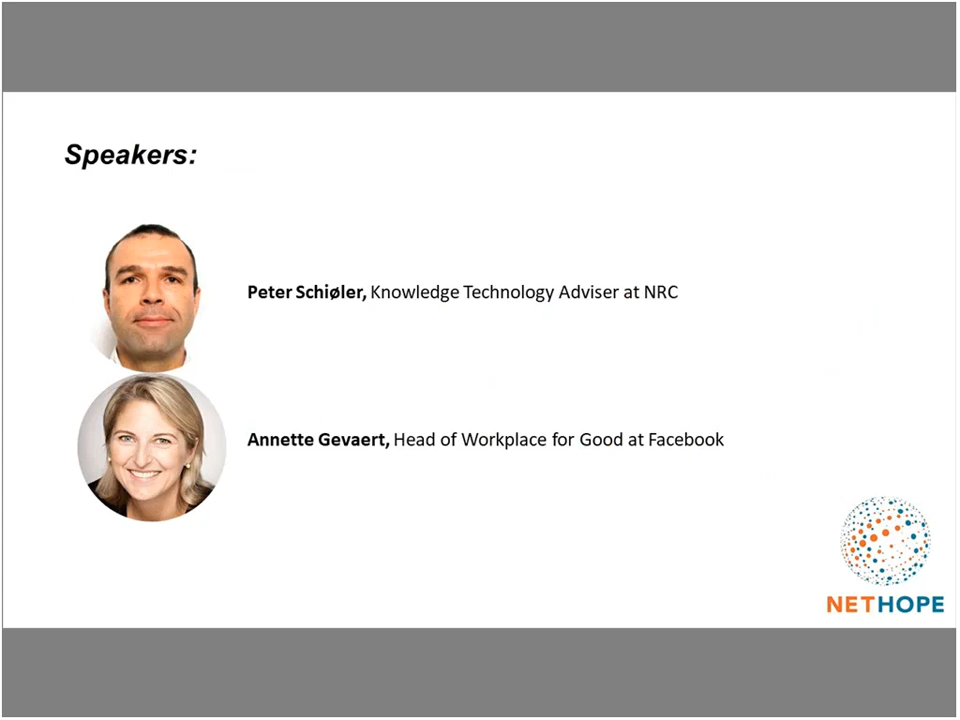 Speakers:
Peter Schiøler, Knowledge Technology Adviser at NRC
Annette Gevaert, Head of Workplace for Good at Facebook
NETHOPE